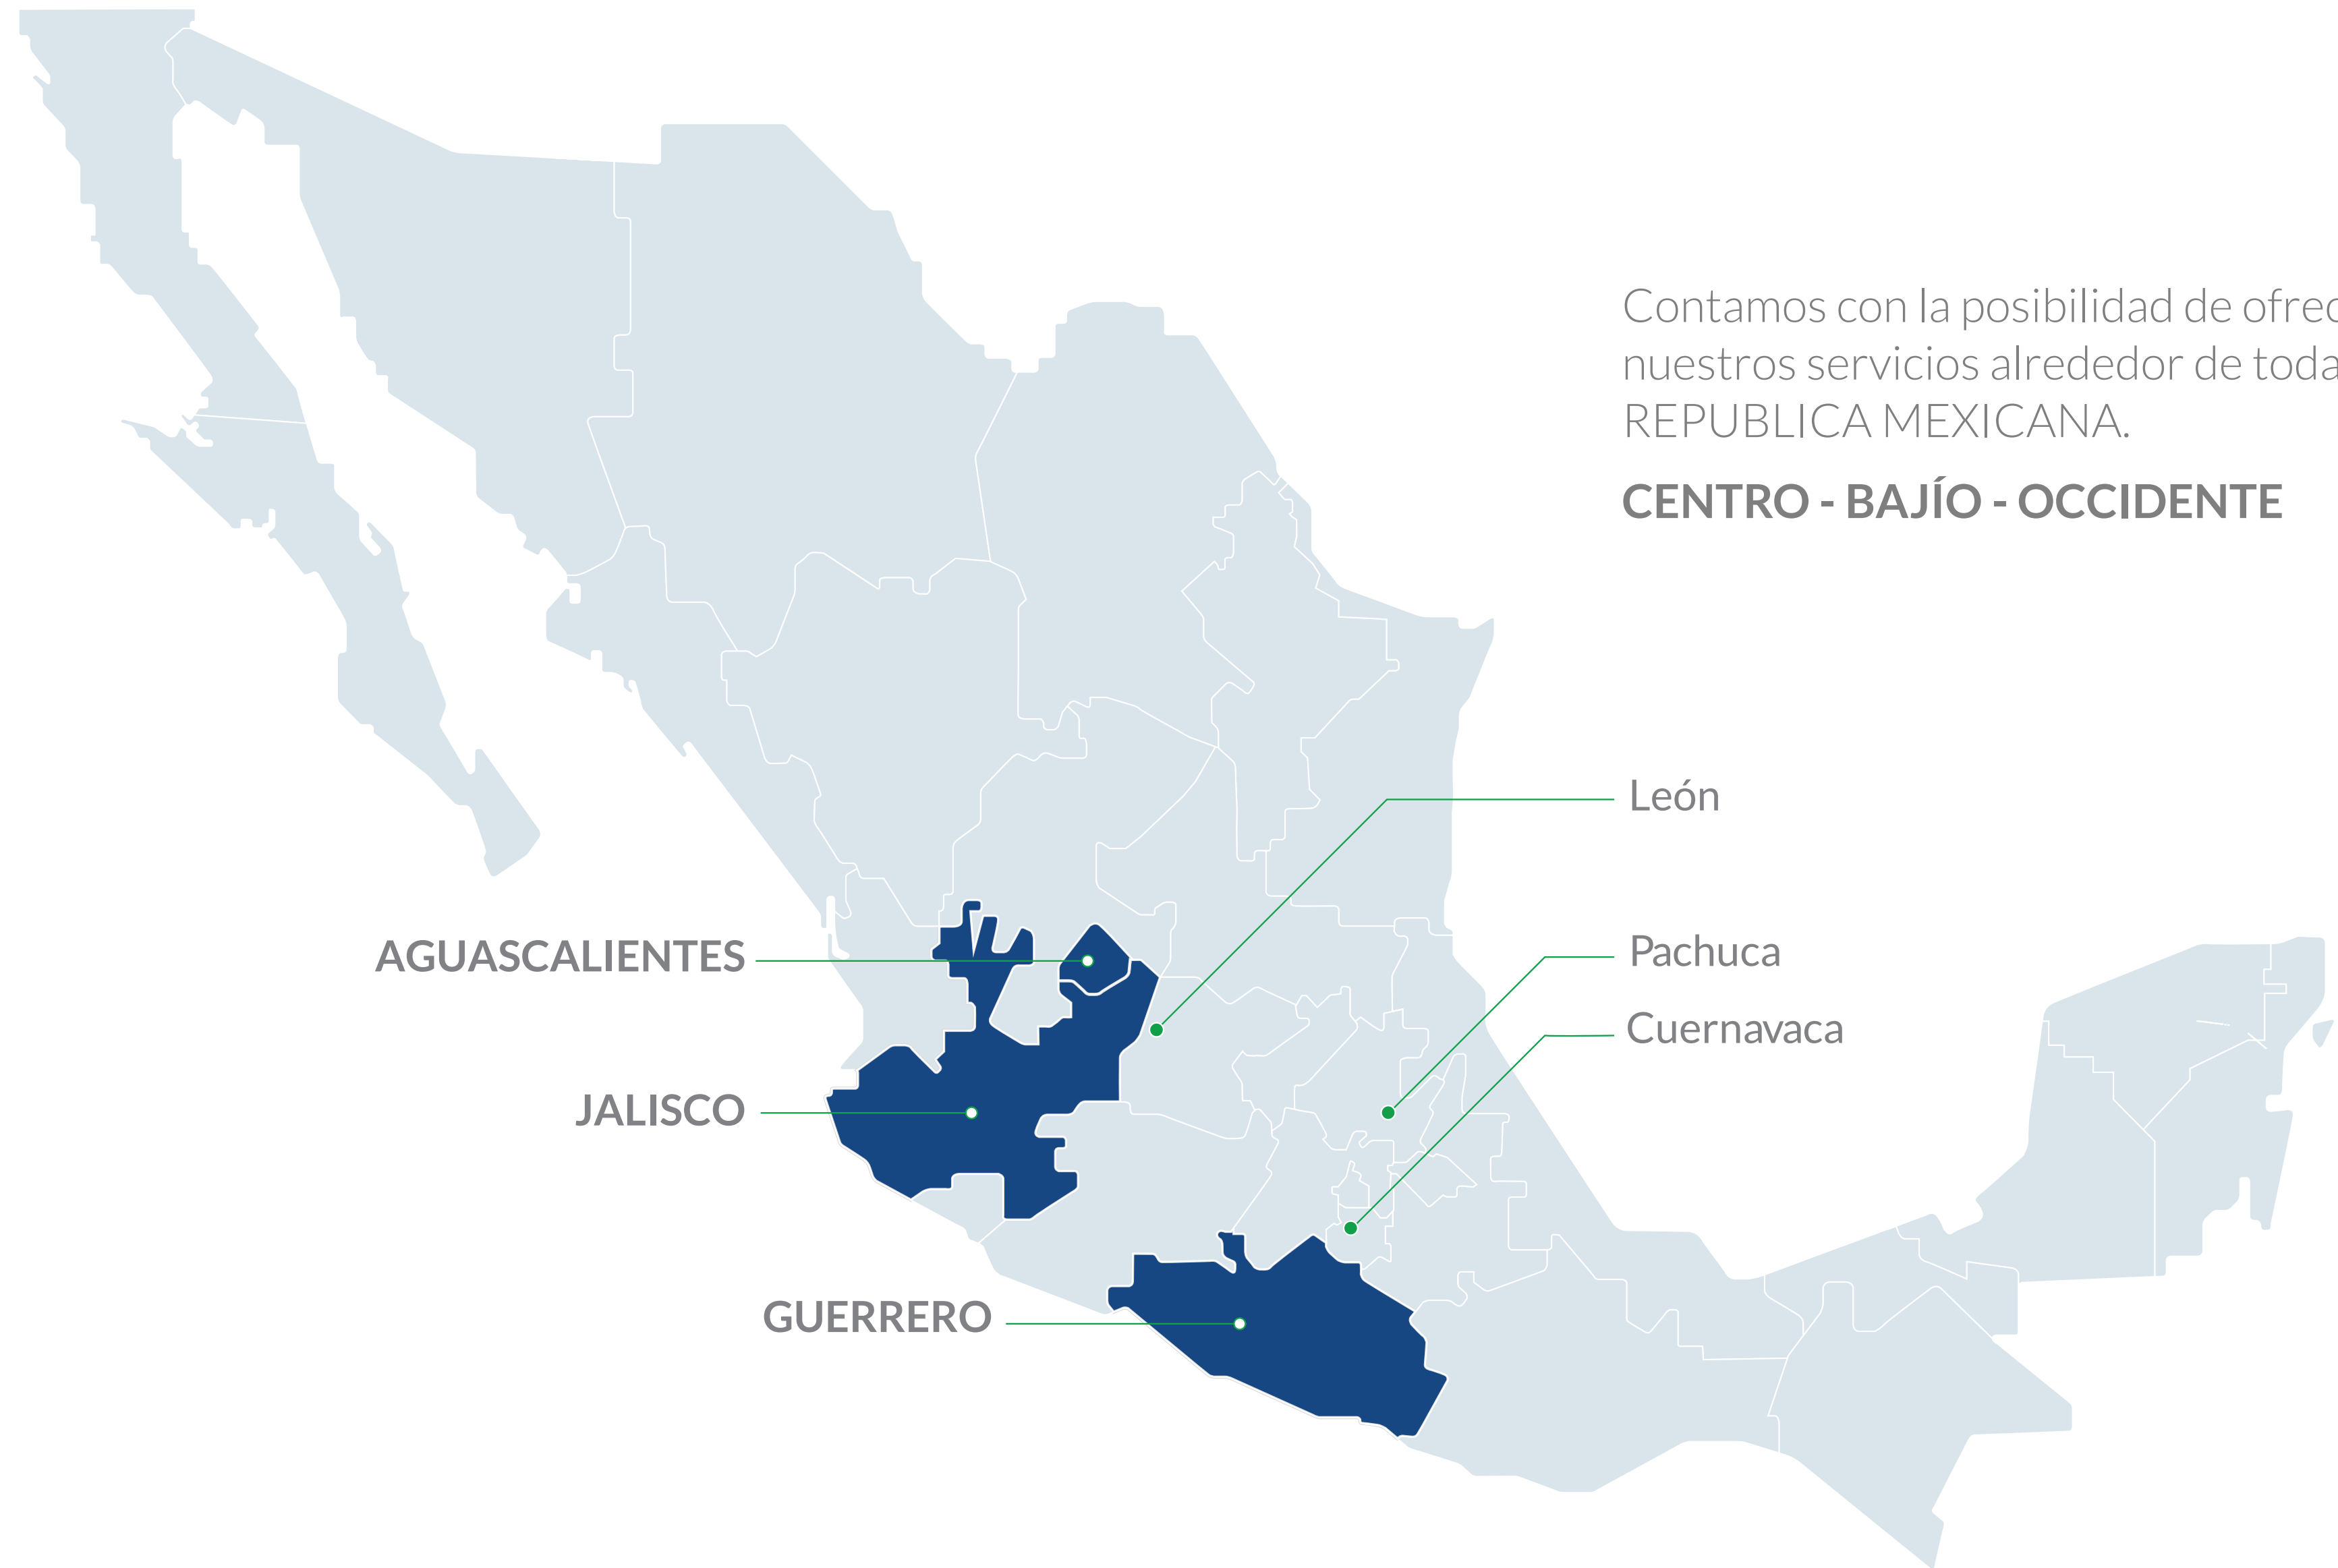 Contamos con la posibilidad de ofrec
nuestros servicios alrededor de toda
REPUBLICA MEXICANA.
CENTRO - BAJÍO - OCCIDENTE
León
AGUASCALIENTES
Pachuca
Cuernavaca
JALISCO
GUERRERO